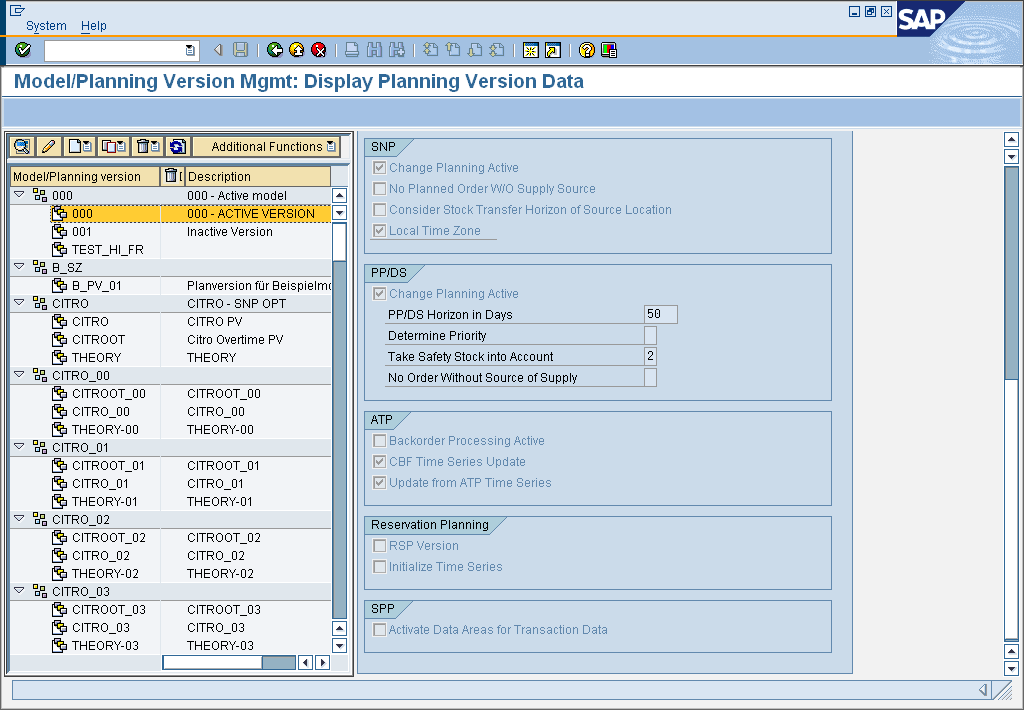 System Help
SAP
Model/Planning Version Mgmt: Display Planning Version Data
Additional Functions
Model/Planning version Description
000 000 - Active model
000 000 - ACTIVE VERSION
001 Inactive Version
TEST_HI_FR
B_SZ
B_PV_01 Planversion für Beispielmo
CITRO CITRO - SNP OPT
CITRO CITRO PV
CITROOT Citro Overtime PV
THEORY THEORY
CITRO_00
CITROOT_00 CITROOT_00
CITRO_00 CITRO_00
THEORY-00 THEORY-00
CITRO_01
CITROOT_01 CITROOT_01
CITRO_01 CITRO_01
THEORY-01 THEORY-01
CITRO_02
CITROOT_02 CITROOT_02
CITRO_02 CITRO_02
THEORY-02 THEORY-02
CITRO_03
CITROOT_03 CITROOT_03
CITRO_03 CITRO_03
THEORY-03 THEORY-03
SNP
Change Planning Active
No Planned Order W/O Supply Source
Consider Stock Transfer Horizon of Source Location
Local Time Zone
PP/DS
Change Planning Active
PP/DS Horizon in Days 50
Determine Priority
Take Safety Stock into Account 2
No Order Without Source of Supply
ATP
Backorder Processing Active
CBF Time Series Update
Update from ATP Time Series
Reservation Planning
RSP Version
Initialize Time Series
SPP
Activate Data Areas for Transaction Data